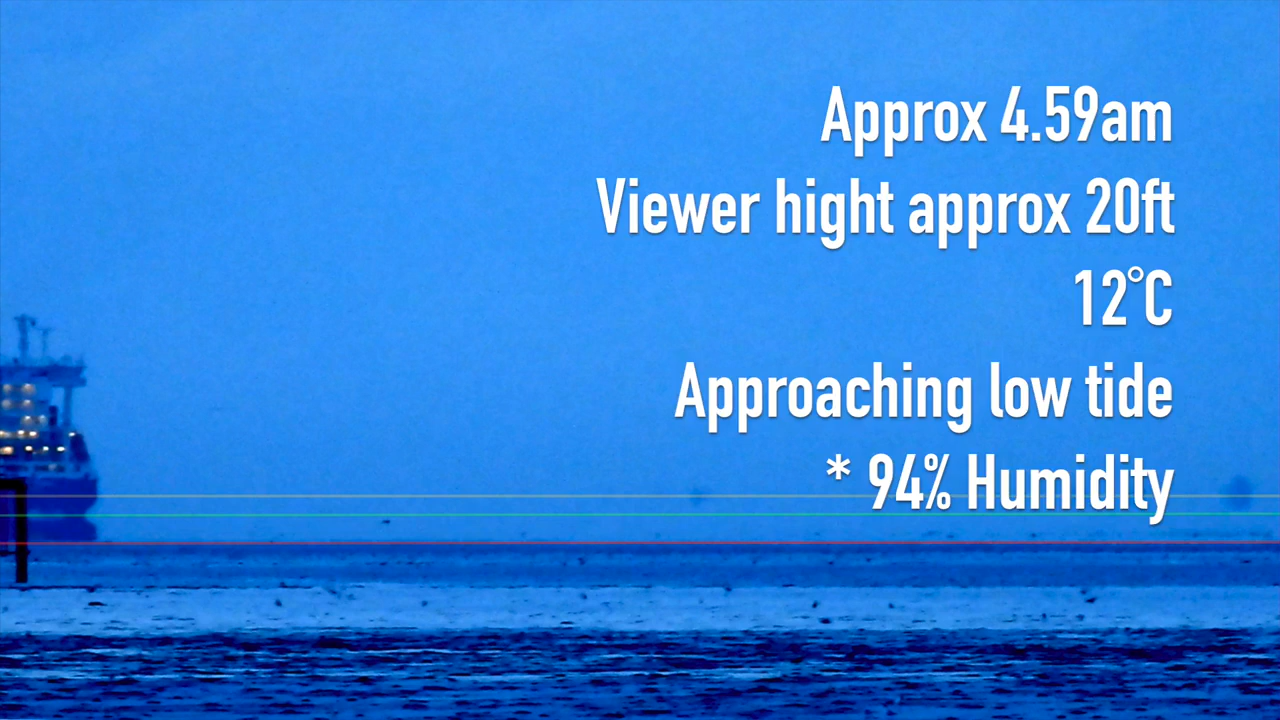 Approx 4.59am
Viewer hight approx 20ft
12°C
Approaching low tide
* 94% Humidity